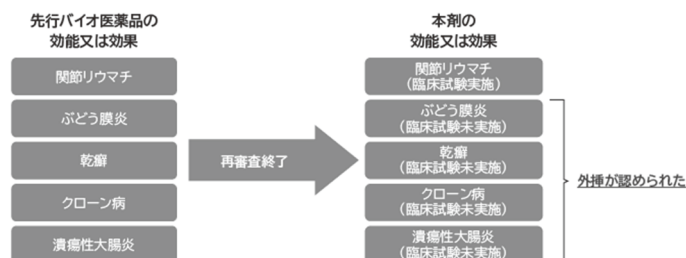 先行バイオ医薬品の
効能又は効果
関節リウマチ
ぶどう膜炎
乾癬
クローン病
潰瘍性大腸炎
再審査終了
本剤の
効能又は効果
関節リウマチ
（臨床試験実施）
ぶどう膜炎
（臨床試験未実施）
乾癬
（臨床試験未実施）
クローン病
（臨床試験未実施）
潰瘍性大腸炎
（臨床試験未実施）
外挿が認められた